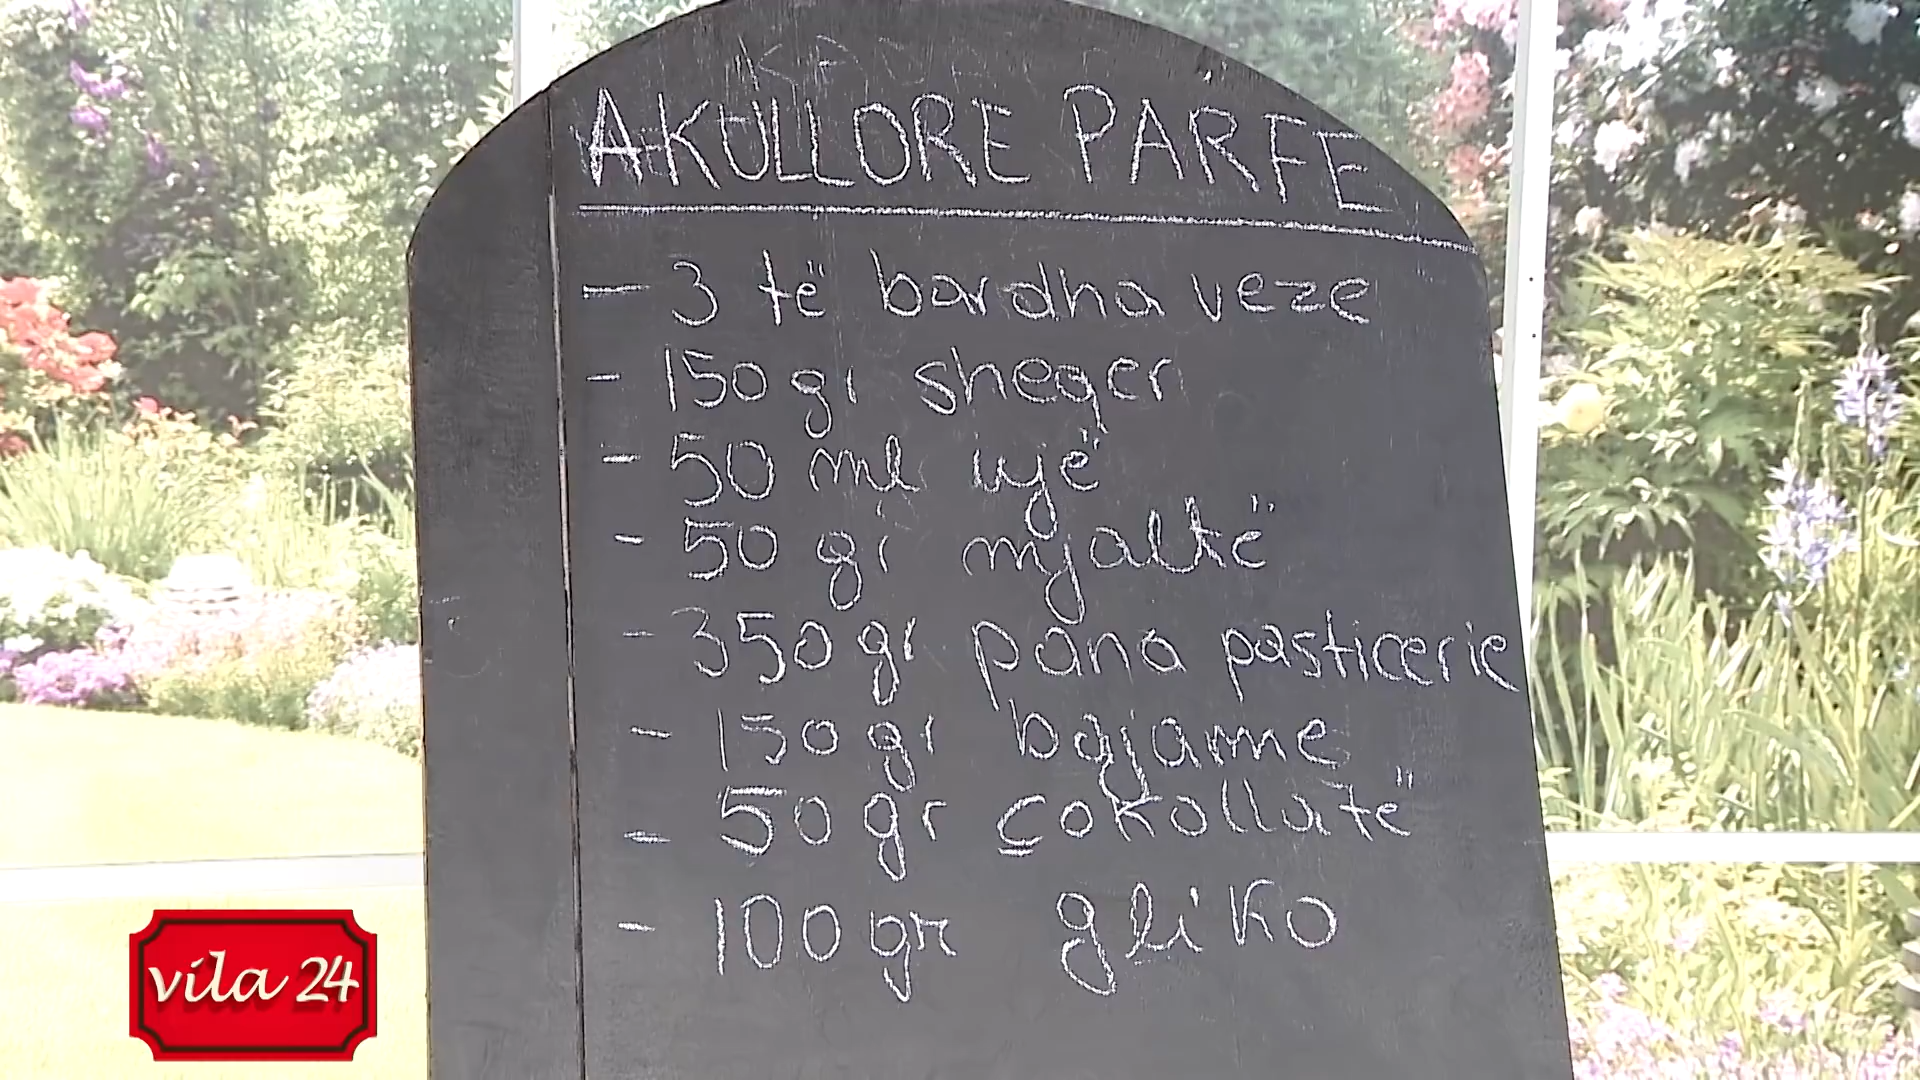 AKULLORE PARFE
- 3 të bardha veze
- 150 gr sheqer
- 50 ml ujë
- 50 gr mjaltë
- 350 gr pana pasticerie
- 150 gr bajame
- 50 gr çokollatë
- 100 gr gliko
vila 24